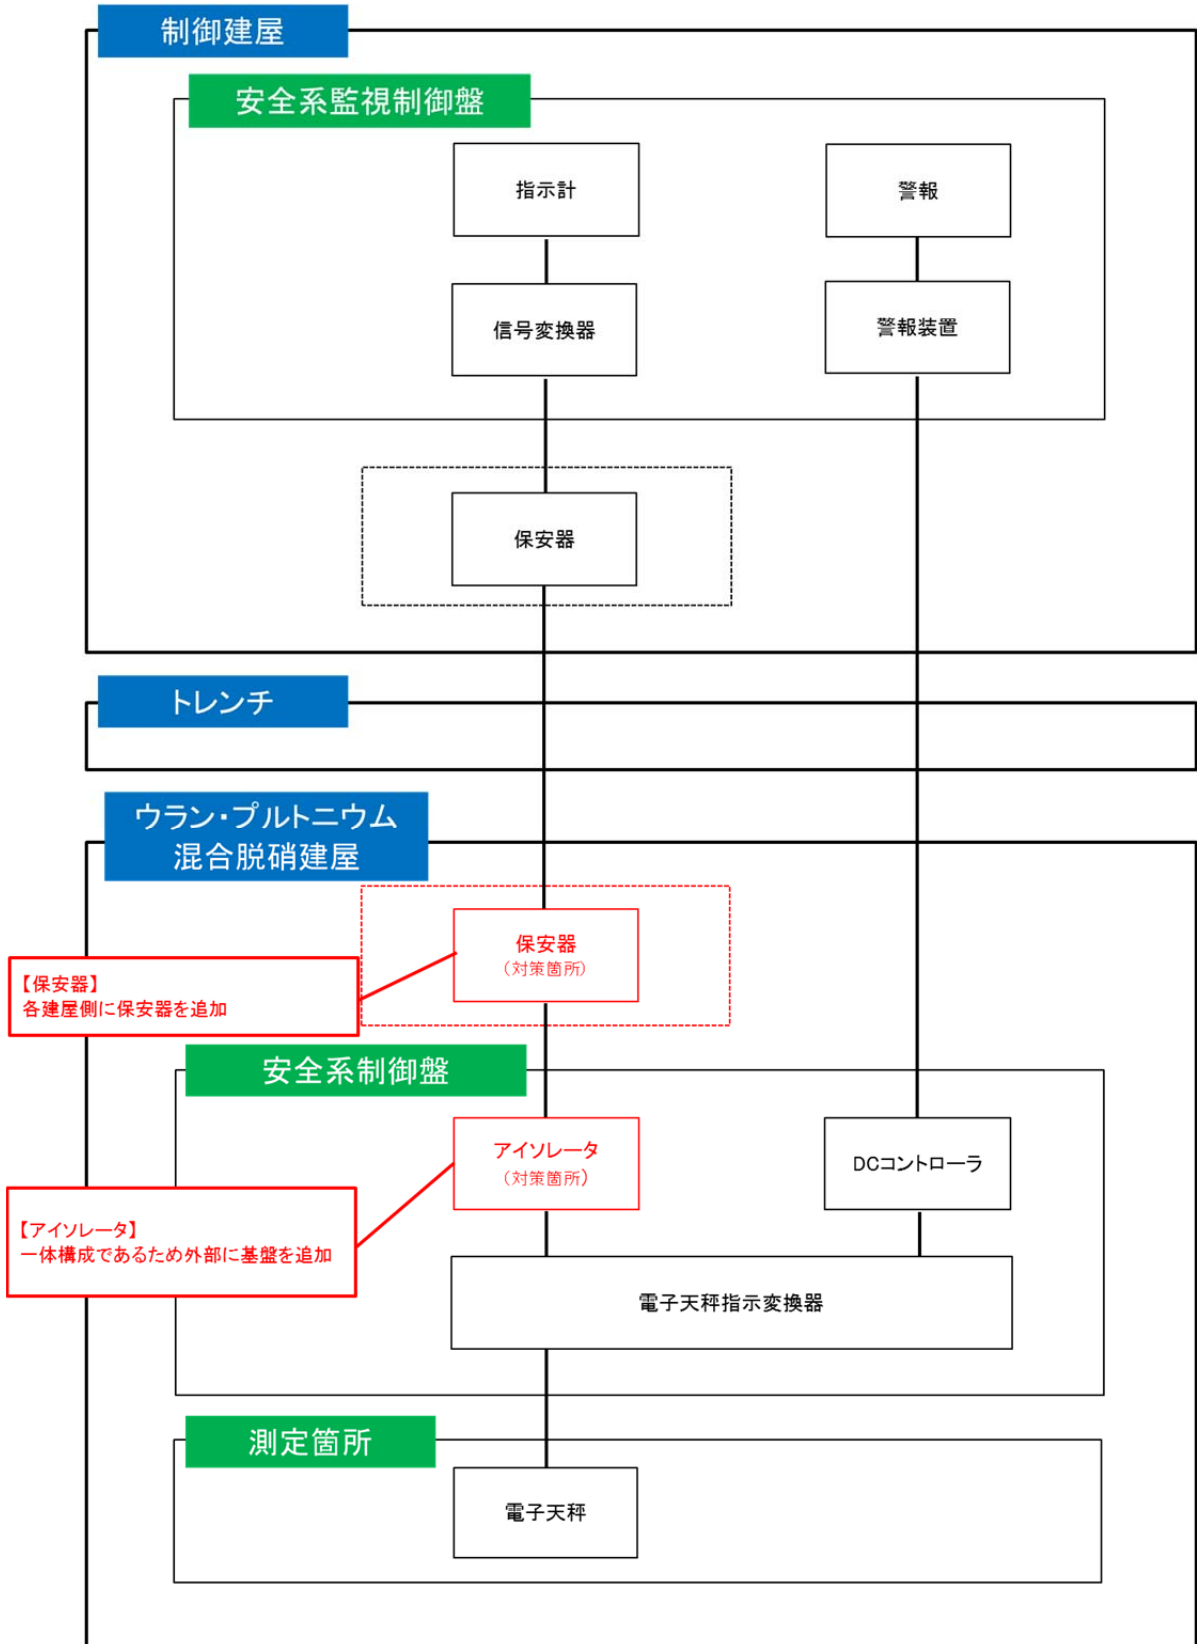 制御建屋
安全系監視制御盤
指示計
警報
信号変換器
警報装置
保安器
トレンチ
ウラン・プルトニウム
混合脱硝建屋
保安器
(対策箇所)
【保安器】
各建屋側に保安器を追加
安全系制御盤
アイソレータ
(対策箇所)
DCコントローラ
【アイソレータ】
一体構成であるため外部に基盤を追加
電子天秤指示変換器
測定箇所
電子天秤